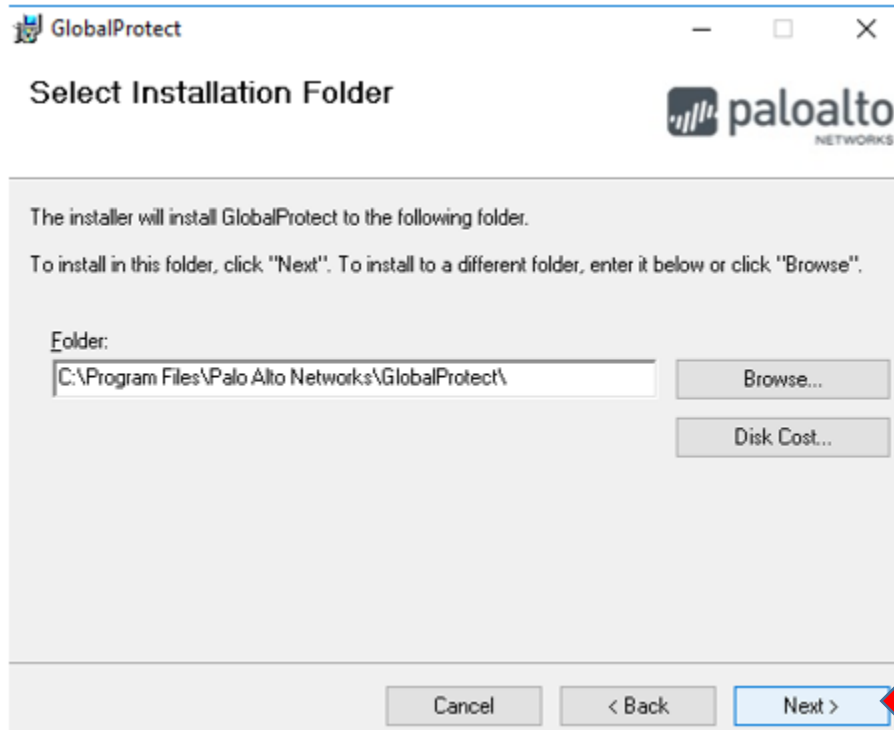 GlobalProtect
Select Installation Folder
paloalto
NETWORKS
The installer will install GlobalProtect to the following folder.
To install in this folder, click "Next". To install to a different folder, enter it below or click "Browse".
Folder:
C:\Program Files\Palo Alto Networks\GlobalProtect\
Browse...
Disk Cost...
Cancel
< Back
Next >